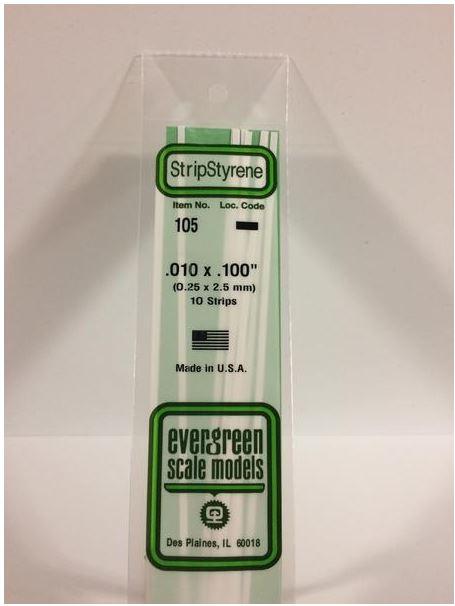 StripStyrene
Item No. Loc. Code
105
.010 x .100"
(0.25 x 2.5 mm)
10 Strips
Made in U.S.A.
evergreen
scale models
Des Plaines, IL 60018